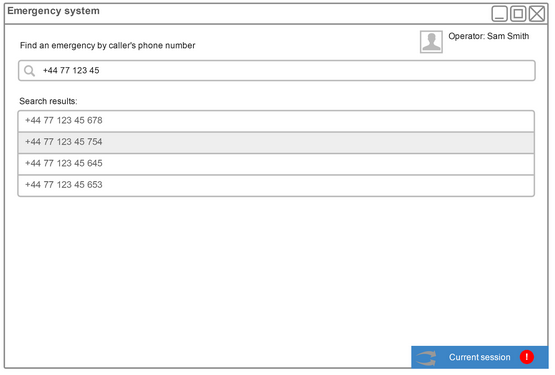 Emergency system
Operator: Sam Smith
Find an emergency by caller's phone number
+44 77 123 45
Search results:
+44 77 123 45 678
+44 77 123 45 754
+44 77 123 45 645
+44 77 123 45 653
Current session !